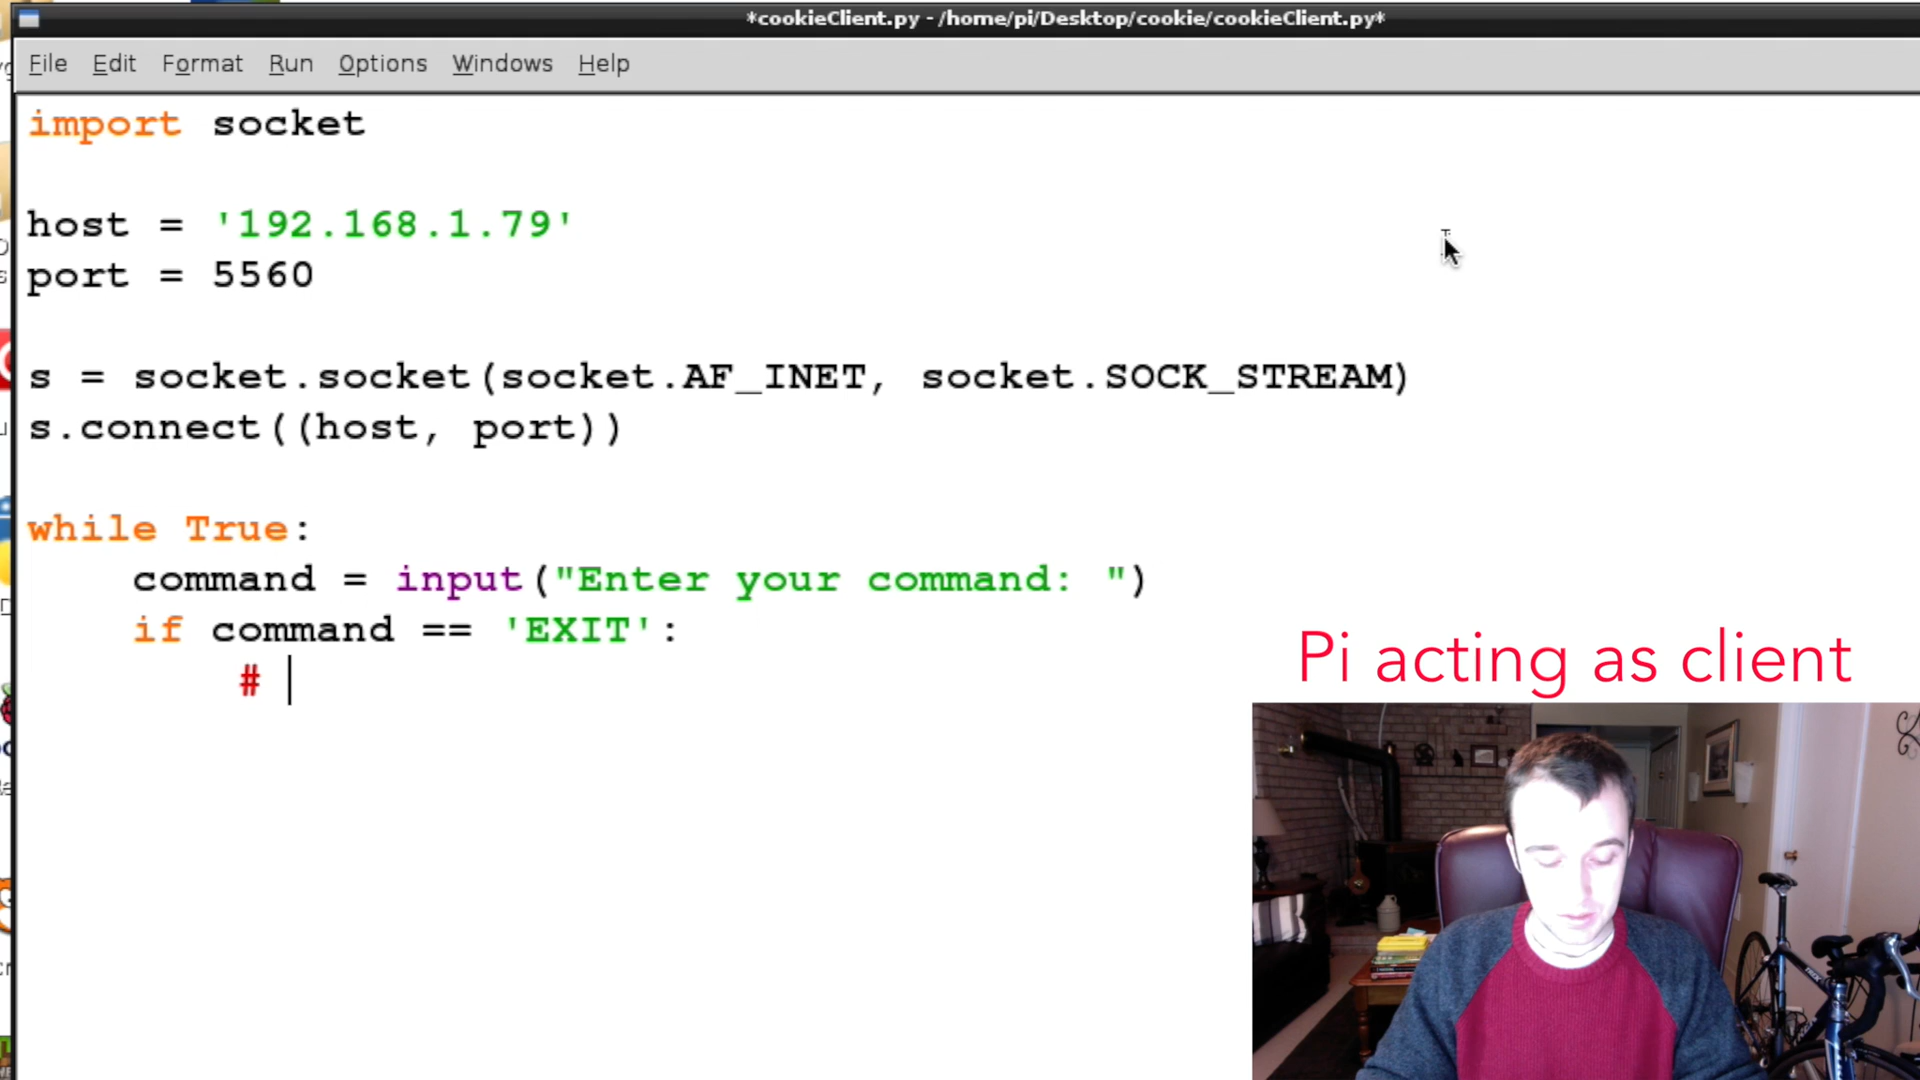 *cookieClient.py - /home/pi/Desktop/cookie/cookieClient.py*
File Edit Format Run Options Windows Help
import socket
host = '192.168.1.79'
port = 5560
s = socket.socket(socket.AF_INET, socket.SOCK_STREAM)
s.connect((host, port))
while True:
    command = input("Enter your command: ")
    if command == 'EXIT':
        #
Pi acting as client